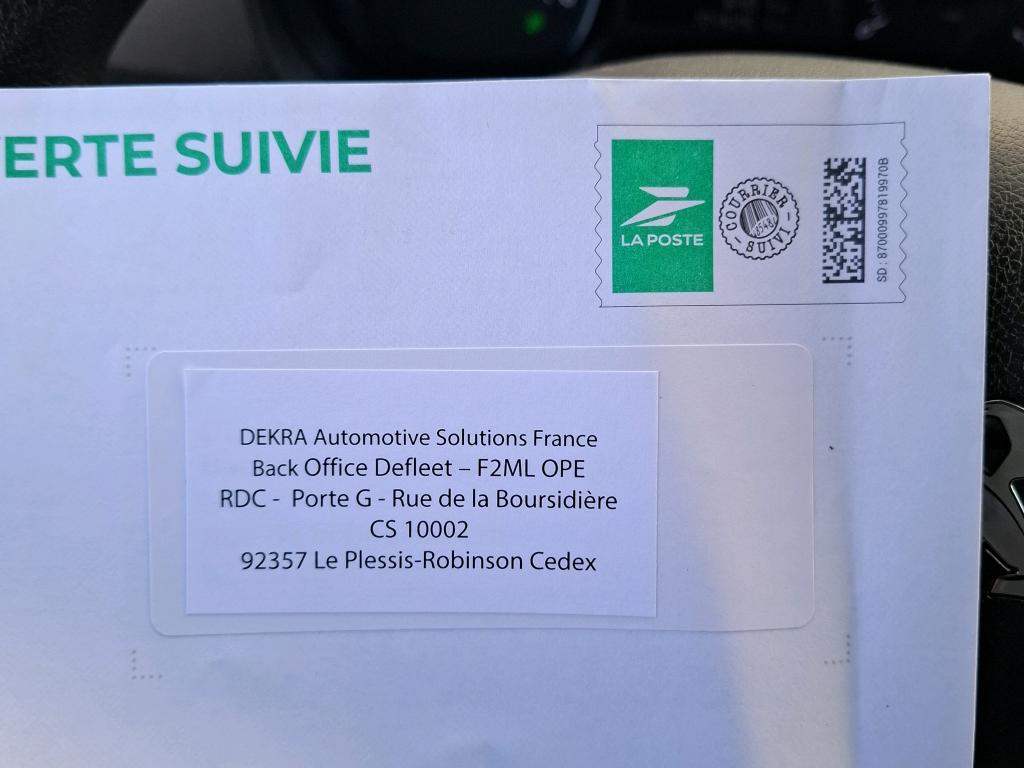 ERTE SUIVIE
LA POSTE
COURRIER
SUIVI
SD : 87000997819970B
DEKRA Automotive Solutions France
Back Office Defleet – F2ML OPE
RDC - Porte G - Rue de la Boursidière
CS 10002
92357 Le Plessis-Robinson Cedex